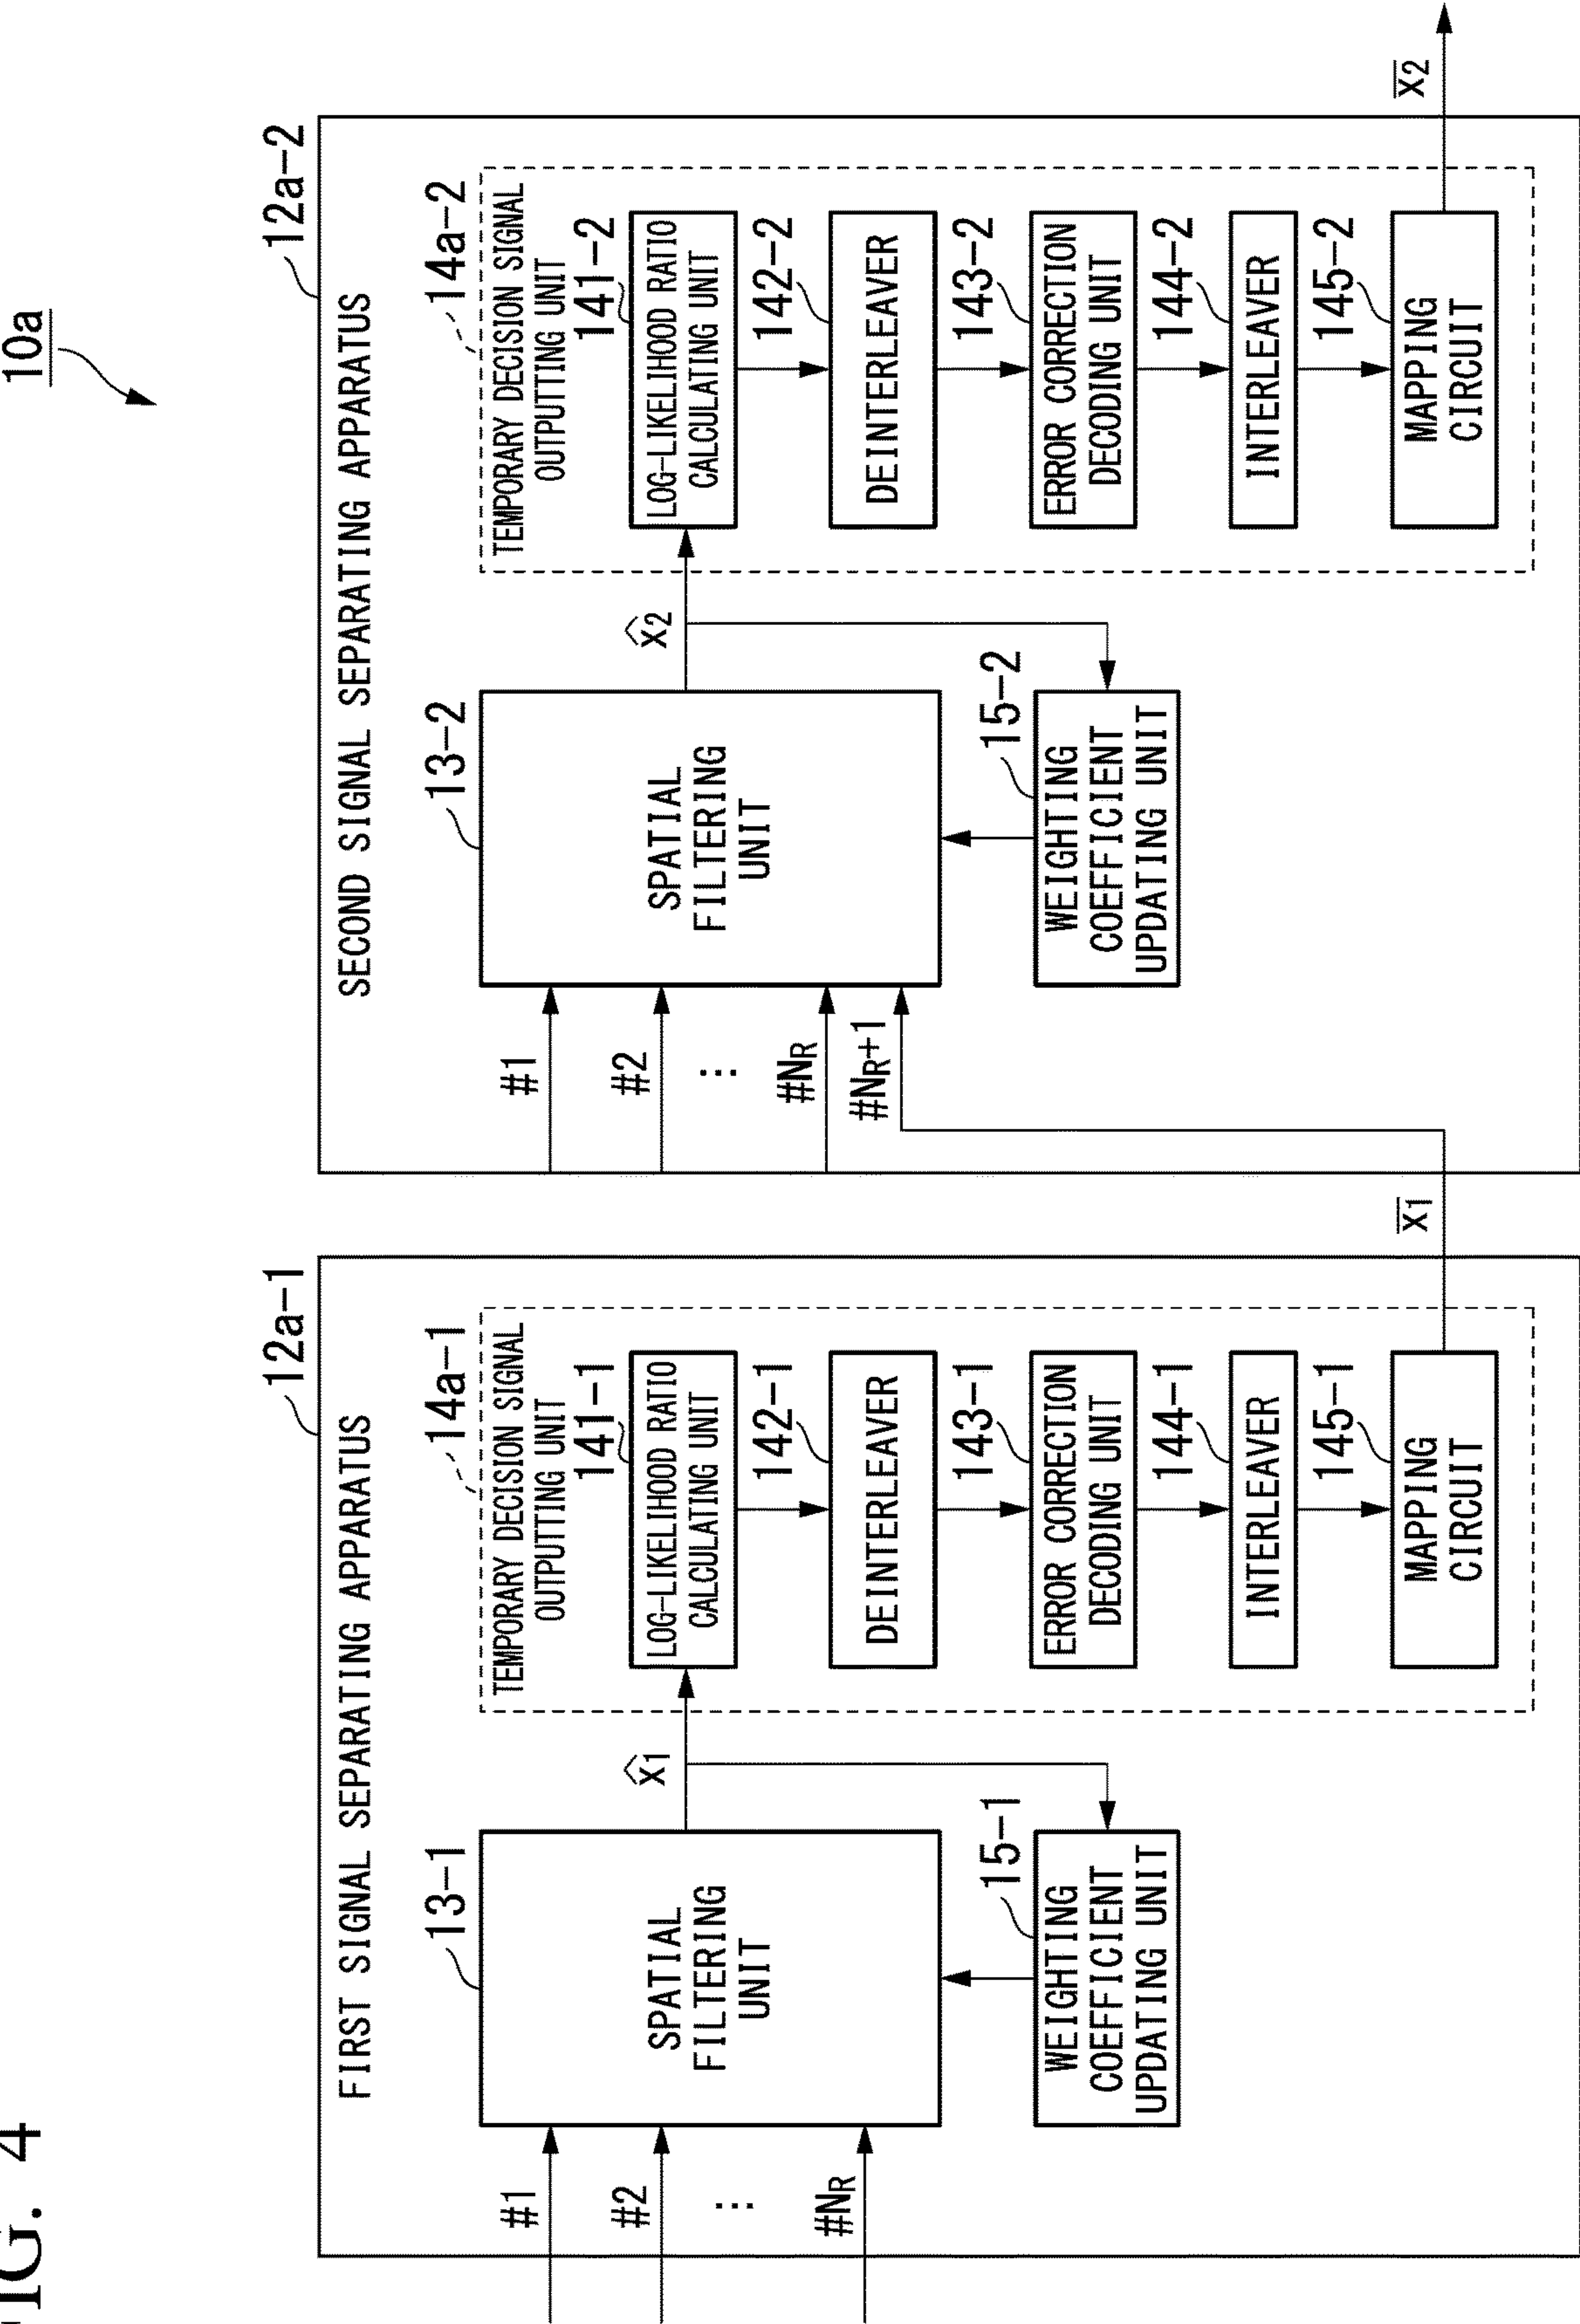 FIG. 4
10a
12a-1
FIRST SIGNAL SEPARATING APPARATUS
#1
#2
⋮
#NR
13-1
SPATIAL
FILTERING
UNIT
15-1
WEIGHTING
COEFFICIENT
UPDATING UNIT
x̂1
14a-1
TEMPORARY DECISION SIGNAL
OUTPUTTING UNIT
141-1
LOG-LIKELIHOOD RATIO
CALCULATING UNIT
142-1
DEINTERLEAVER
143-1
ERROR CORRECTION
DECODING UNIT
144-1
INTERLEAVER
145-1
MAPPING
CIRCUIT
x̄1
12a-2
SECOND SIGNAL SEPARATING APPARATUS
#1
#2
⋮
#NR
#NR+1
13-2
SPATIAL
FILTERING
UNIT
15-2
WEIGHTING
COEFFICIENT
UPDATING UNIT
x̂2
14a-2
TEMPORARY DECISION SIGNAL
OUTPUTTING UNIT
141-2
LOG-LIKELIHOOD RATIO
CALCULATING UNIT
142-2
DEINTERLEAVER
143-2
ERROR CORRECTION
DECODING UNIT
144-2
INTERLEAVER
145-2
MAPPING
CIRCUIT
x̄2